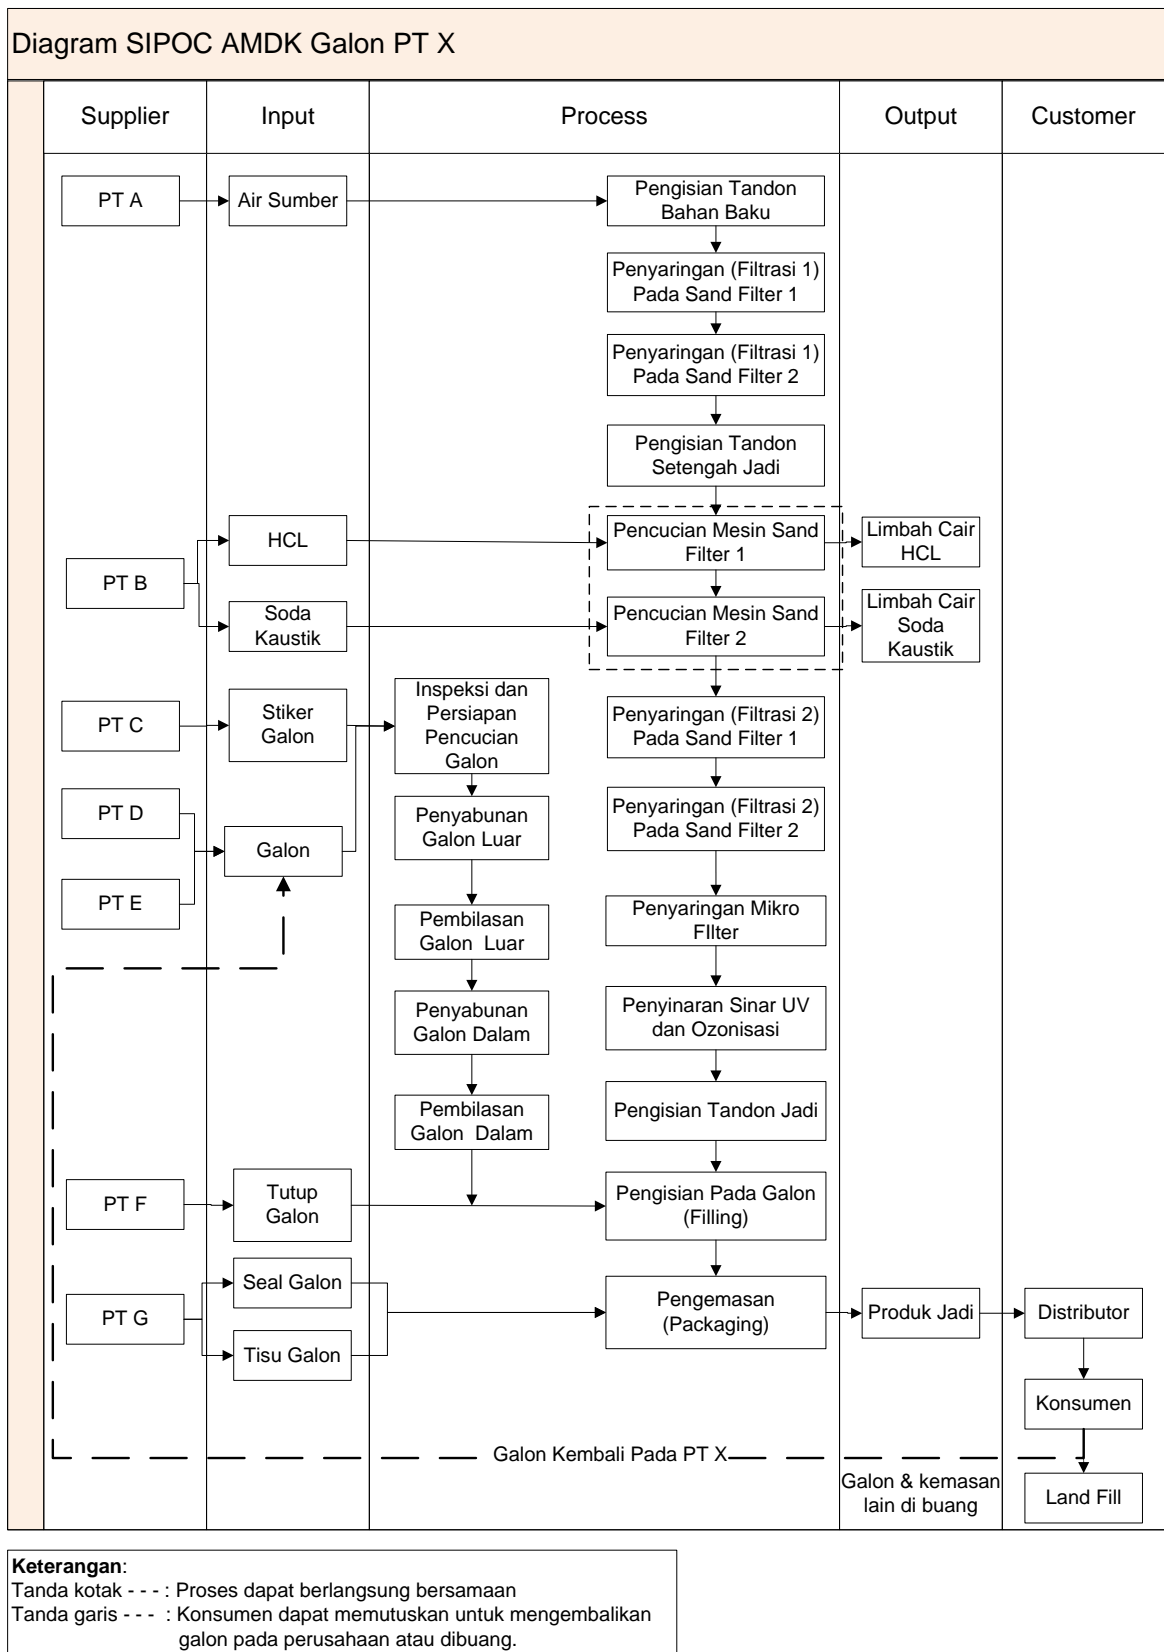 Diagram SIPOC AMDK Galon PT X
Supplier
Input
Process
Output
Customer
PT A
Air Sumber
Pengisian Tandon
Bahan Baku
Penyaringan (Filtrasi 1)
Pada Sand Filter 1
Penyaringan (Filtrasi 1)
Pada Sand Filter 2
Pengisian Tandon
Setengah Jadi
PT B
HCL
Pencucian Mesin Sand
Filter 1
Limbah Cair
HCL
Soda
Kaustik
Pencucian Mesin Sand
Filter 2
Limbah Cair
Soda
Kaustik
PT C
Stiker
Galon
Inspeksi dan
Persiapan
Pencucian
Galon
Penyaringan (Filtrasi 2)
Pada Sand Filter 1
PT D
PT E
Galon
Penyabunan
Galon Luar
Penyaringan (Filtrasi 2)
Pada Sand Filter 2
Pembilasan
Galon Luar
Penyaringan Mikro
FIlter
Penyabunan
Galon Dalam
Penyinaran Sinar UV
dan Ozonisasi
Pembilasan
Galon Dalam
Pengisian Tandon Jadi
PT F
Tutup
Galon
Pengisian Pada Galon
(Filling)
PT G
Seal Galon
Tisu Galon
Pengemasan
(Packaging)
Produk Jadi
Distributor
Konsumen
Galon Kembali Pada PT X
Galon & kemasan
lain di buang
Land Fill
Keterangan:
Tanda kotak - - - : Proses dapat berlangsung bersamaan
Tanda garis - - - : Konsumen dapat memutuskan untuk mengembalikan
galon pada perusahaan atau dibuang.